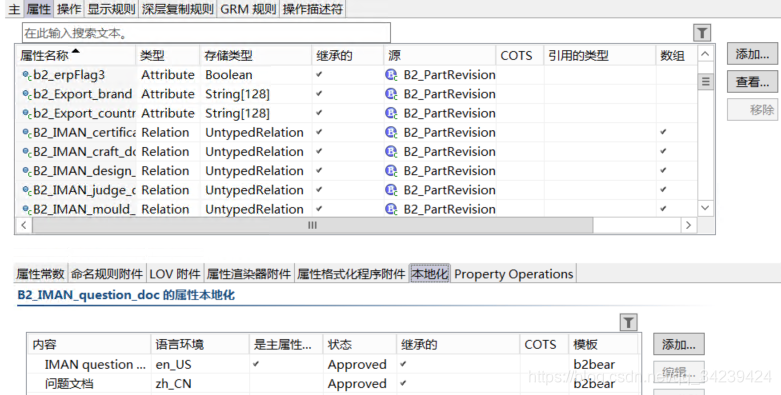 主 属性 操作 显示规则 深层复制规则 GRM 规则 操作描述符
在此输入搜索文本。
属性名称 类型 存储类型 继承的 源 COTS 引用的类型 数组 添加...
b2_erpFlag3 Attribute Boolean ✓ B2_PartRevision
查看...
b2_Export_brand Attribute String[128] ✓ B2_PartRevision
移除
b2_Export_countr Attribute String[128] ✓ B2_PartRevision
B2_IMAN_certifica Relation UntypedRelation ✓ B2_PartRevision ✓
B2_IMAN_craft_do Relation UntypedRelation ✓ B2_PartRevision ✓
B2_IMAN_design_ Relation UntypedRelation ✓ B2_PartRevision ✓
B2_IMAN_judge_d Relation UntypedRelation ✓ B2_PartRevision ✓
B2_IMAN_mould_ Relation UntypedRelation ✓ B2_PartRevision ✓
属性常数 命名规则附件 LOV 附件 属性渲染器附件 属性格式化程序附件 本地化 Property Operations
B2_IMAN_question_doc 的属性本地化
内容 语言环境 是主属性... 状态 继承的 COTS 模板 添加...
IMAN question ... en_US ✓ Approved ✓ b2bear
编辑...
问题文档 zh_CN Approved ✓ b2bear